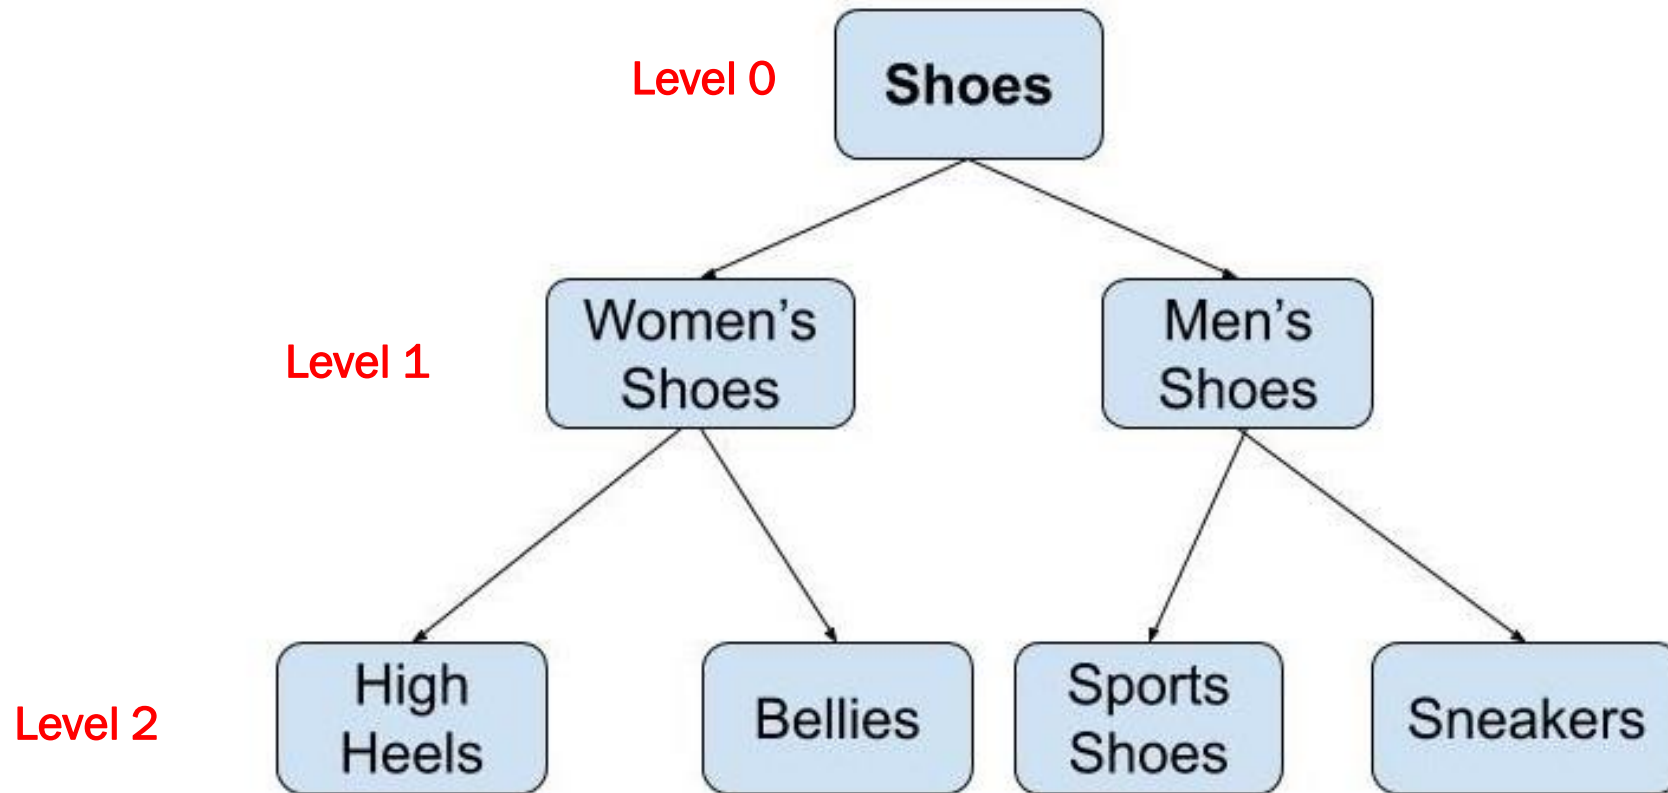 Level 0
Shoes
Level 1
Women’s
Shoes
Men’s
Shoes
Level 2
High
Heels
Bellies
Sports
Shoes
Sneakers